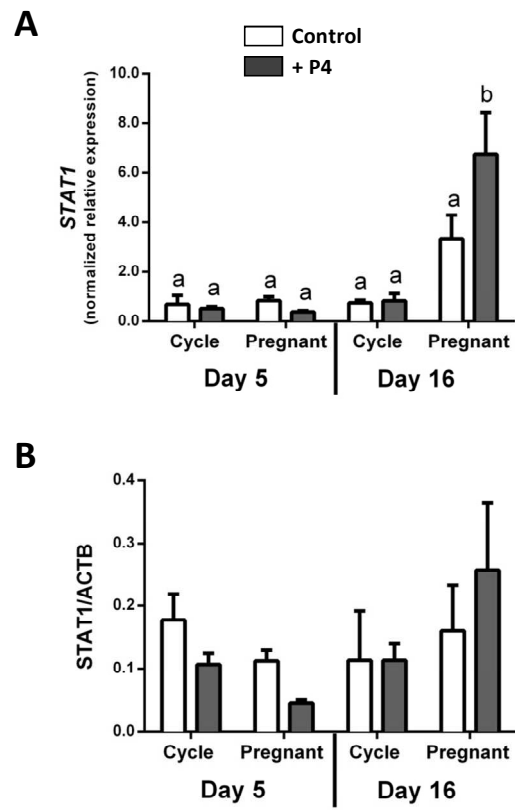 A
Control
+ P4
STAT1
(normalized relative expression)
10.0
8.0
6.0
4.0
2.0
0.0
a
a
a
a
a
a
a
b
Cycle
Pregnant
Cycle
Pregnant
Day 5
Day 16
B
STAT1/ACTB
0.4
0.3
0.2
0.1
0.0
Cycle
Pregnant
Cycle
Pregnant
Day 5
Day 16